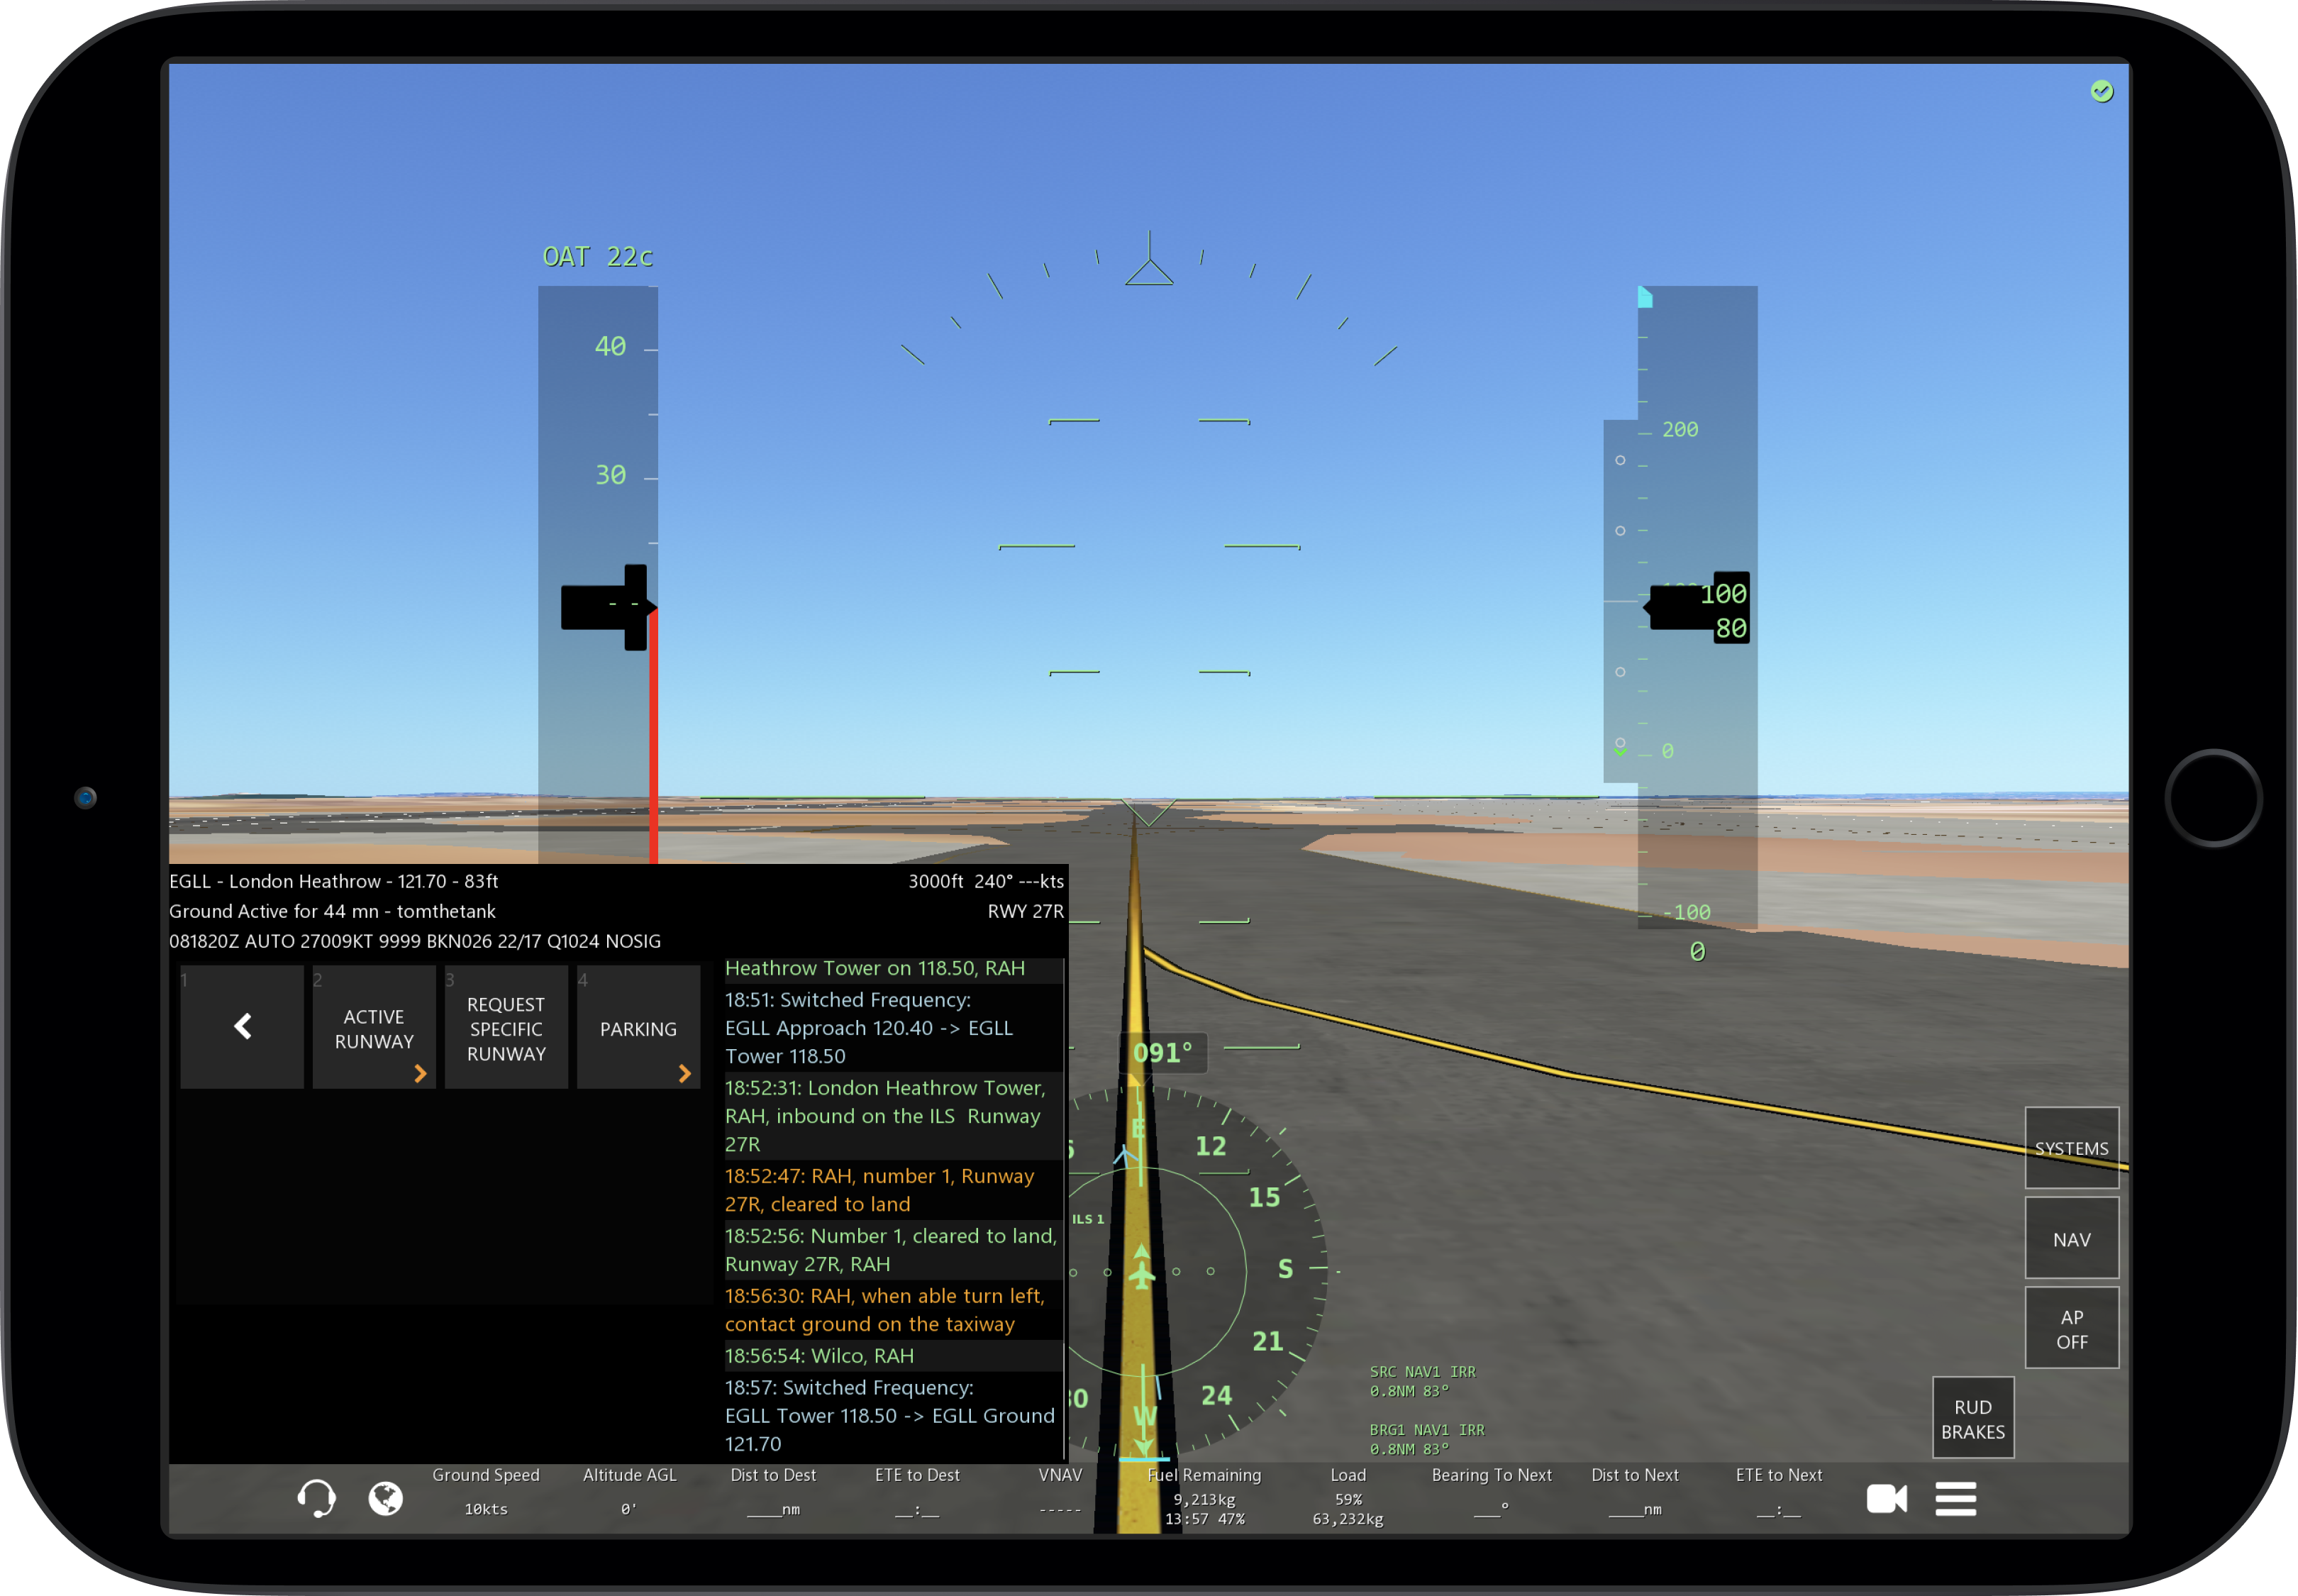 OAT 22c
40
30
- -
200
100
80
0
-100
0
EGLL - London Heathrow - 121.70 - 83ft
3000ft 240° ---kts
Ground Active for 44 mn - tomthetank
RWY 27R
081820Z AUTO 27009KT 9999 BKN026 22/17 Q1024 NOSIG
1
2
ACTIVE
RUNWAY
3
REQUEST
SPECIFIC
RUNWAY
4
PARKING
Heathrow Tower on 118.50, RAH
18:51: Switched Frequency:
EGLL Approach 120.40 -> EGLL
Tower 118.50
18:52:31: London Heathrow Tower,
RAH, inbound on the ILS  Runway
27R
18:52:47: RAH, number 1, Runway
27R, cleared to land
18:52:56: Number 1, cleared to land,
Runway 27R, RAH
18:56:30: RAH, when able turn left,
contact ground on the taxiway
18:56:54: Wilco, RAH
18:57: Switched Frequency:
EGLL Tower 118.50 -> EGLL Ground
121.70
091°
E
12
15
S
21
24
W
ILS 1
SRC NAV1 IRR
0.8NM 83°
BRG1 NAV1 IRR
0.8NM 83°
SYSTEMS
NAV
AP
OFF
RUD
BRAKES
Ground Speed
10kts
Altitude AGL
0'
Dist to Dest
___nm
ETE to Dest
__:__
VNAV
-----
Fuel Remaining
9,213kg
13:57 47%
Load
59%
63,232kg
Bearing To Next
___°
Dist to Next
___nm
ETE to Next
__:__